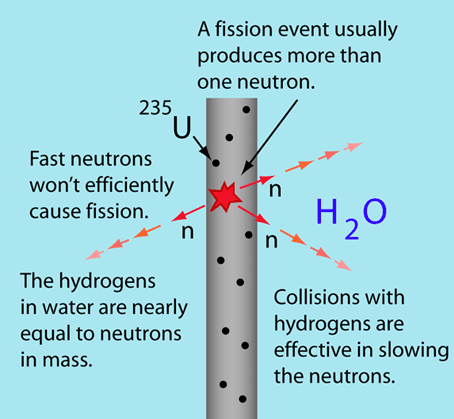 A fission event usually
produces more than
one neutron.
235
U
Fast neutrons
won't efficiently
cause fission.
n
n
n
H2O
The hydrogens
in water are nearly
equal to neutrons
in mass.
Collisions with
hydrogens are
effective in slowing
the neutrons.